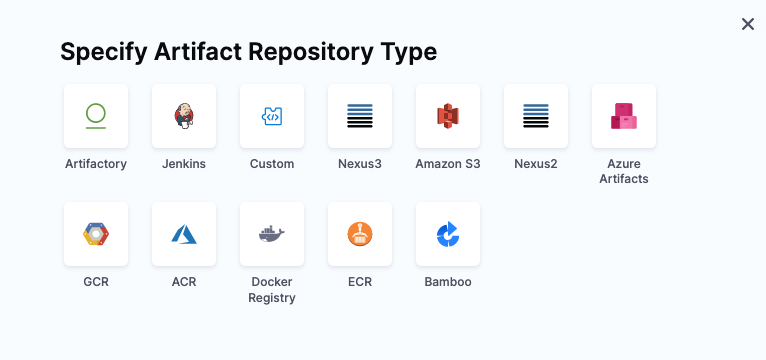 Specify Artifact Repository Type
Artifactory
Jenkins
Custom
Nexus3
Amazon S3
Nexus2
Azure
Artifacts
GCR
ACR
Docker
Registry
ECR
Bamboo